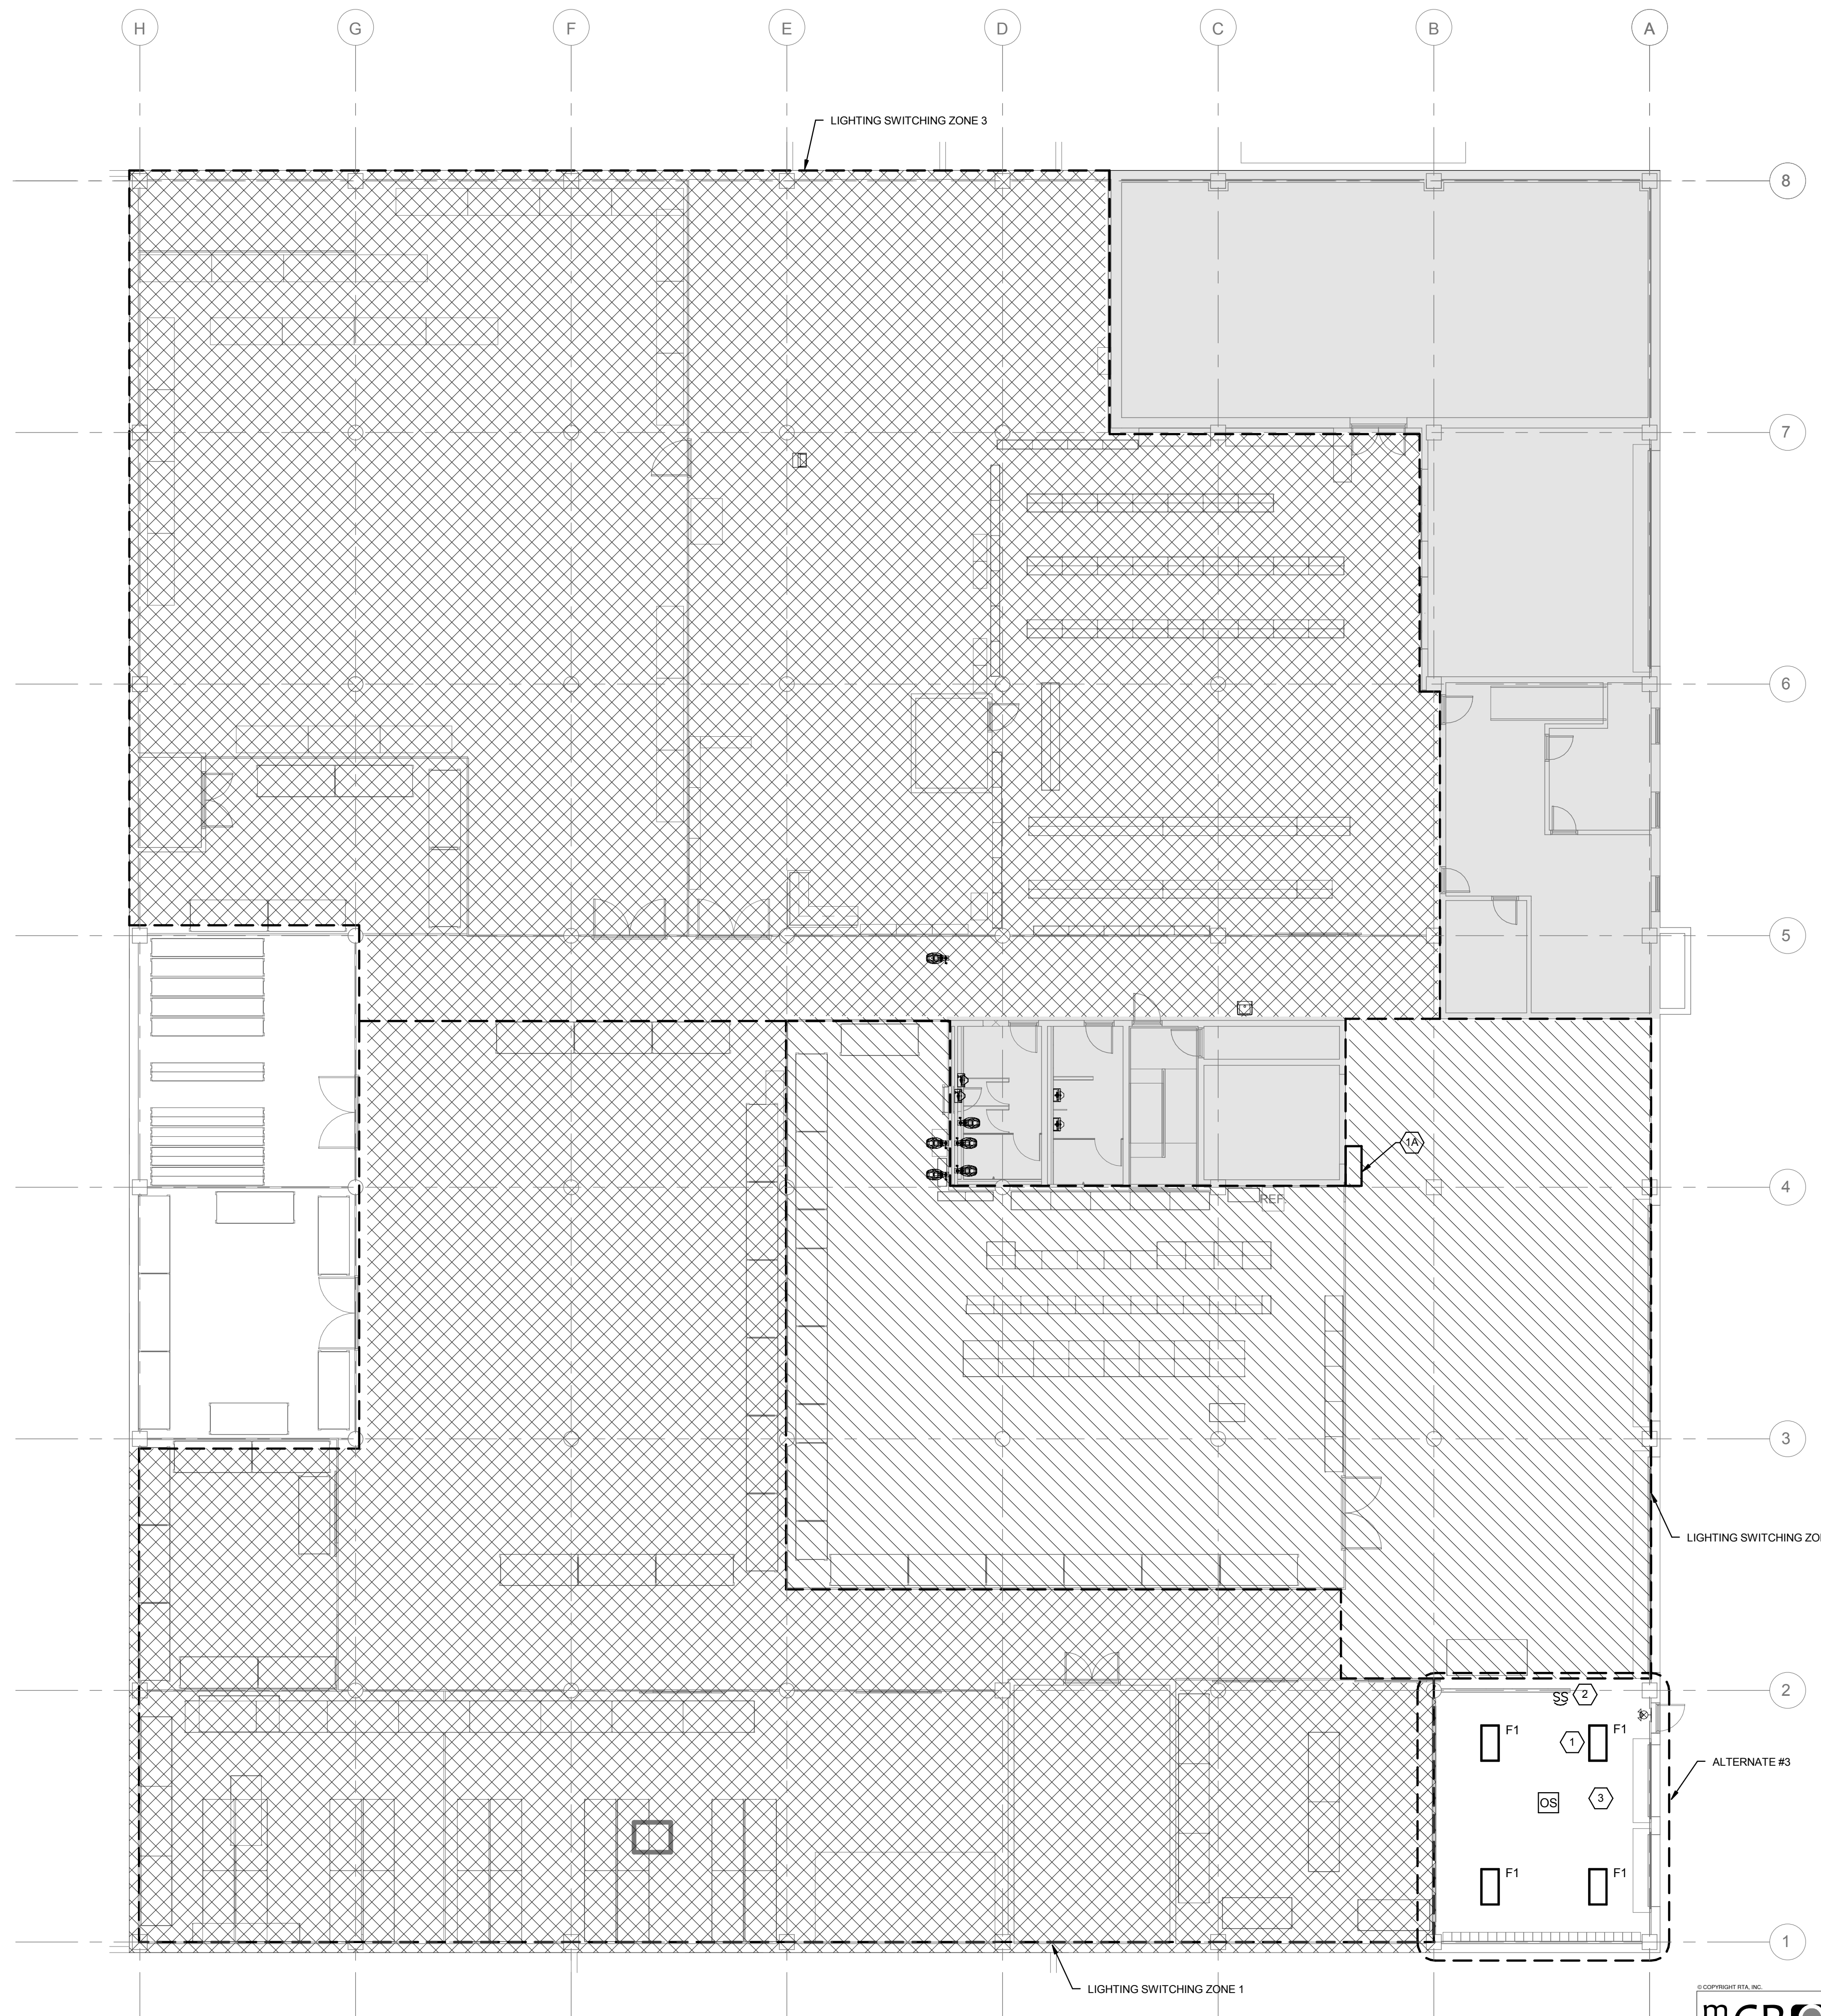 H G F E D C B A
LIGHTING SWITCHING ZONE 3
8
7
6
5
1A
4
REF
3
LIGHTING SWITCHING
2
SS 2
F1 F1
1
ALTERNATE #3
OS 3
F1 F1
1
LIGHTING SWITCHING ZONE 1
© COPYRIGHT RTA, INC.